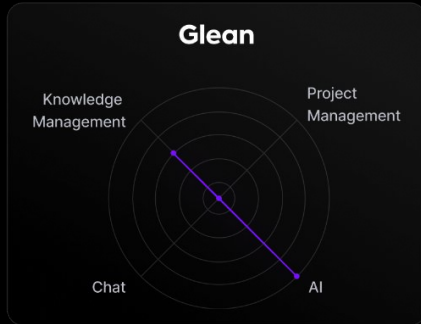 Glean
Knowledge
Management
Project
Management
Chat
AI